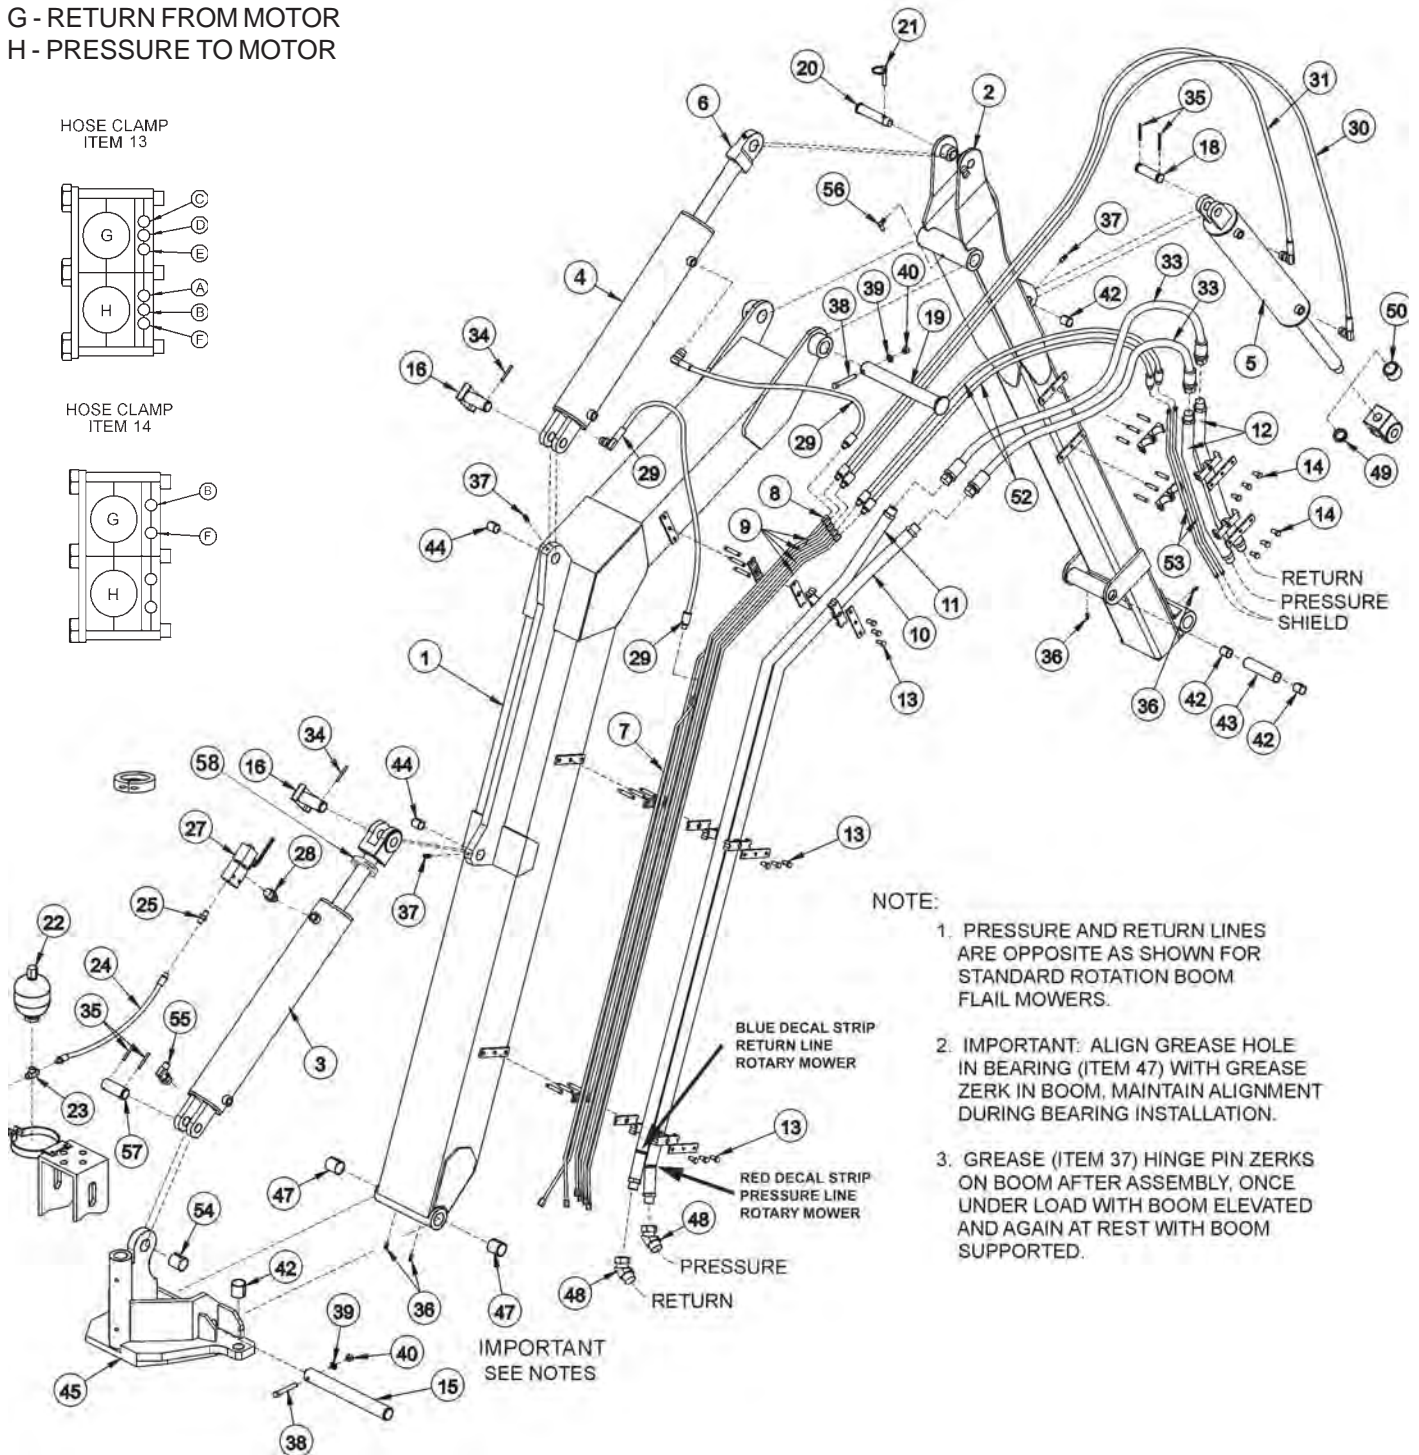 G - RETURN FROM MOTOR
H - PRESSURE TO MOTOR
HOSE CLAMP
ITEM 13
G
H
C
D
E
A
B
F
HOSE CLAMP
ITEM 14
G
H
B
F
21
20
2
6
31
35
30
18
56
37
4
33
33
39
40
42
38
19
50
34
16
5
12
29
29
14
49
37
8
52
44
9
14
53
11
RETURN
PRESSURE
SHIELD
10
1
29
36
13
42
36
43
42
34
7
58
16
44
27
13
28
25
37
22
24
35
55
3
23
57
13
47
54
48
42
PRESSURE
48
36
47
RETURN
39
40
IMPORTANT
SEE NOTES
45
15
38
BLUE DECAL STRIP
RETURN LINE
ROTARY MOWER
RED DECAL STRIP
PRESSURE LINE
ROTARY MOWER
NOTE:
1. PRESSURE AND RETURN LINES
ARE OPPOSITE AS SHOWN FOR
STANDARD ROTATION BOOM
FLAIL MOWERS.
2. IMPORTANT: ALIGN GREASE HOLE
IN BEARING (ITEM 47) WITH GREASE
ZERK IN BOOM, MAINTAIN ALIGNMENT
DURING BEARING INSTALLATION.
3. GREASE (ITEM 37) HINGE PIN ZERKS
ON BOOM AFTER ASSEMBLY, ONCE
UNDER LOAD WITH BOOM ELEVATED
AND AGAIN AT REST WITH BOOM
SUPPORTED.